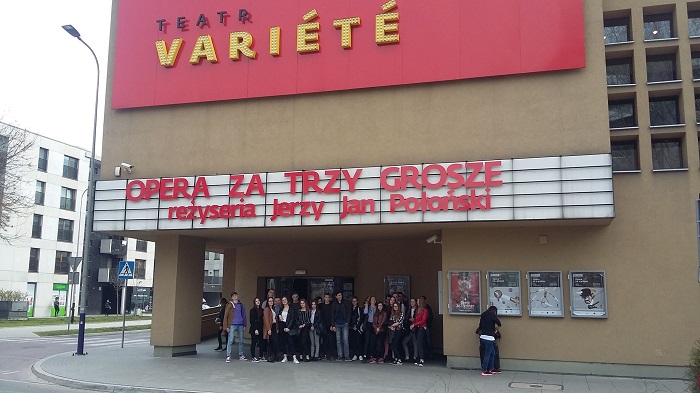 TEATR
VARIÉTÉ
OPERA ZA TRZY GROSZE
reżyseria Jerzy Jan Połoński